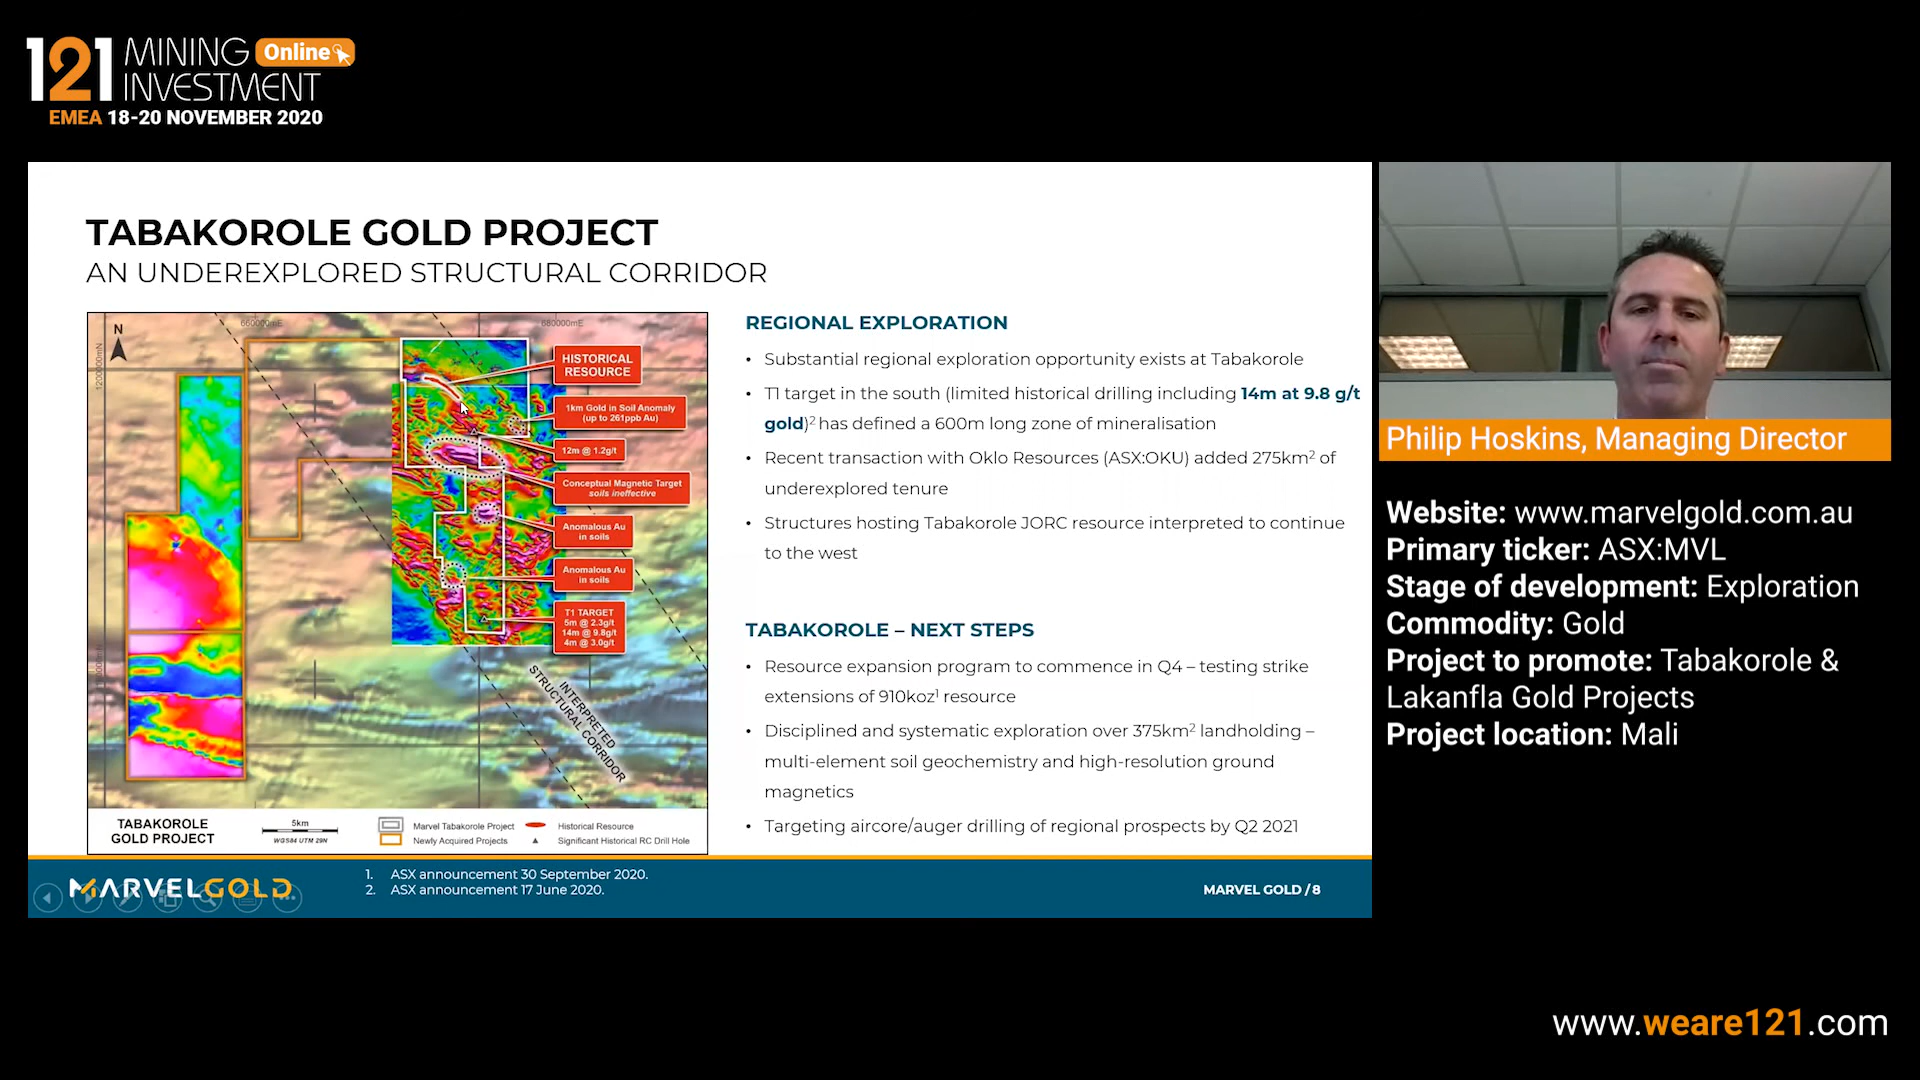 121 MINING Online
INVESTMENT
EMEA 18-20 NOVEMBER 2020
TABAKOROLE GOLD PROJECT
AN UNDEREXPLORED STRUCTURAL CORRIDOR
N
660000mE
680000mE
HISTORICAL
RESOURCE
1km Gold in Soil Anomaly
(up to 261ppb Au)
12m @ 1.2g/t
Conceptual Magnetic Target
soils ineffective
Anomalous Au
in soils
Anomalous Au
in soils
T1 TARGET
5m @ 2.3g/t
14m @ 9.8g/t
4m @ 3.0g/t
INTERPRETED
STRUCTURAL CORRIDOR
TABAKOROLE
GOLD PROJECT
5km
WGS84 UTM 29N
Marvel Tabakorole Project
Newly Acquired Projects
Historical Resource
Significant Historical RC Drill Hole
REGIONAL EXPLORATION
• Substantial regional exploration opportunity exists at Tabakorole
• T1 target in the south (limited historical drilling including 14m at 9.8 g/t
gold)² has defined a 600m long zone of mineralisation
• Recent transaction with Oklo Resources (ASX:OKU) added 275km² of
underexplored tenure
• Structures hosting Tabakorole JORC resource interpreted to continue
to the west
TABAKOROLE – NEXT STEPS
• Resource expansion program to commence in Q4 – testing strike
extensions of 910koz¹ resource
• Disciplined and systematic exploration over 375km² landholding –
multi-element soil geochemistry and high-resolution ground
magnetics
• Targeting aircore/auger drilling of regional prospects by Q2 2021
MARVELGOLD
1. ASX announcement 30 September 2020.
2. ASX announcement 17 June 2020.
MARVEL GOLD / 8
Philip Hoskins, Managing Director
Website: www.marvelgold.com.au
Primary ticker: ASX:MVL
Stage of development: Exploration
Commodity: Gold
Project to promote: Tabakorole &
Lakanfla Gold Projects
Project location: Mali
www.weare121.com